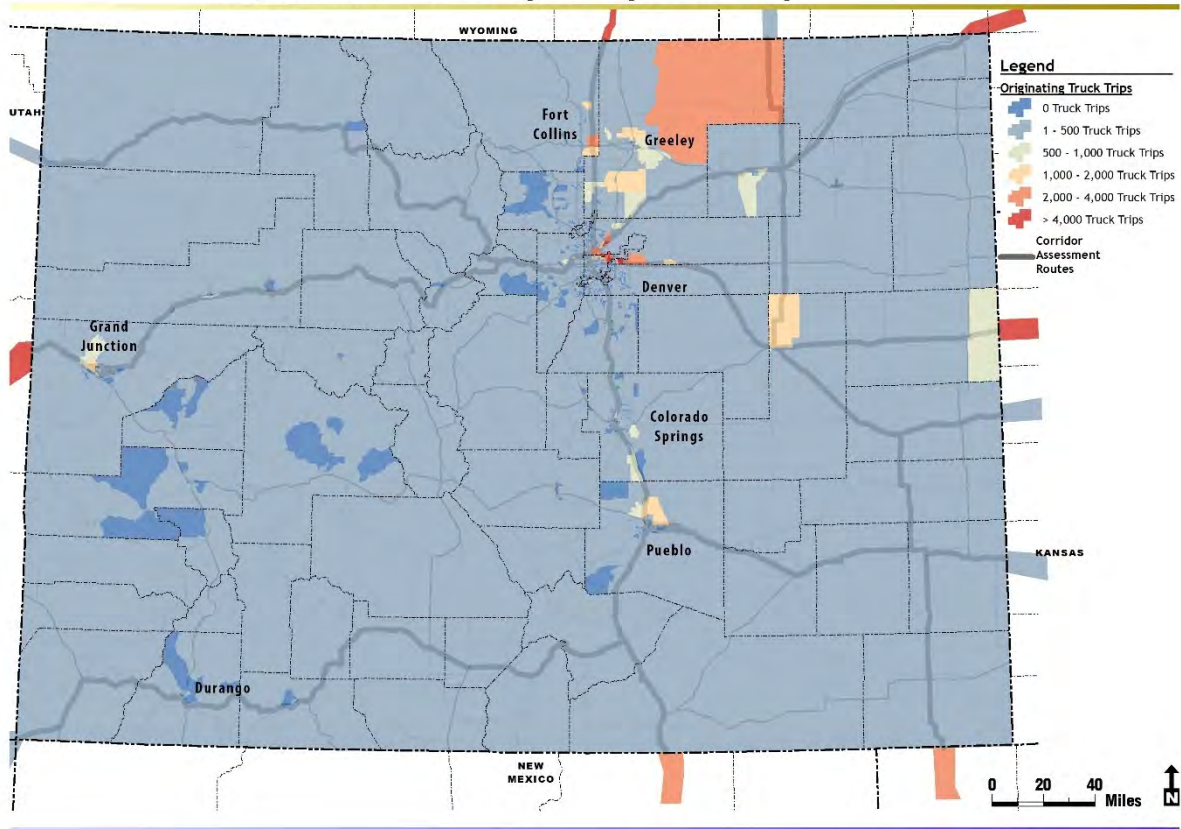 WYOMING
Legend
Originating Truck Trips
0 Truck Trips
1 - 500 Truck Trips
500 - 1,000 Truck Trips
1,000 - 2,000 Truck Trips
2,000 - 4,000 Truck Trips
> 4,000 Truck Trips
Corridor
Assessment
Routes
UTAH
Fort
Collins
Greeley
Denver
Grand
Junction
Colorado
Springs
Pueblo
KANSAS
Durango
NEW
MEXICO
0 20 40
Miles
N